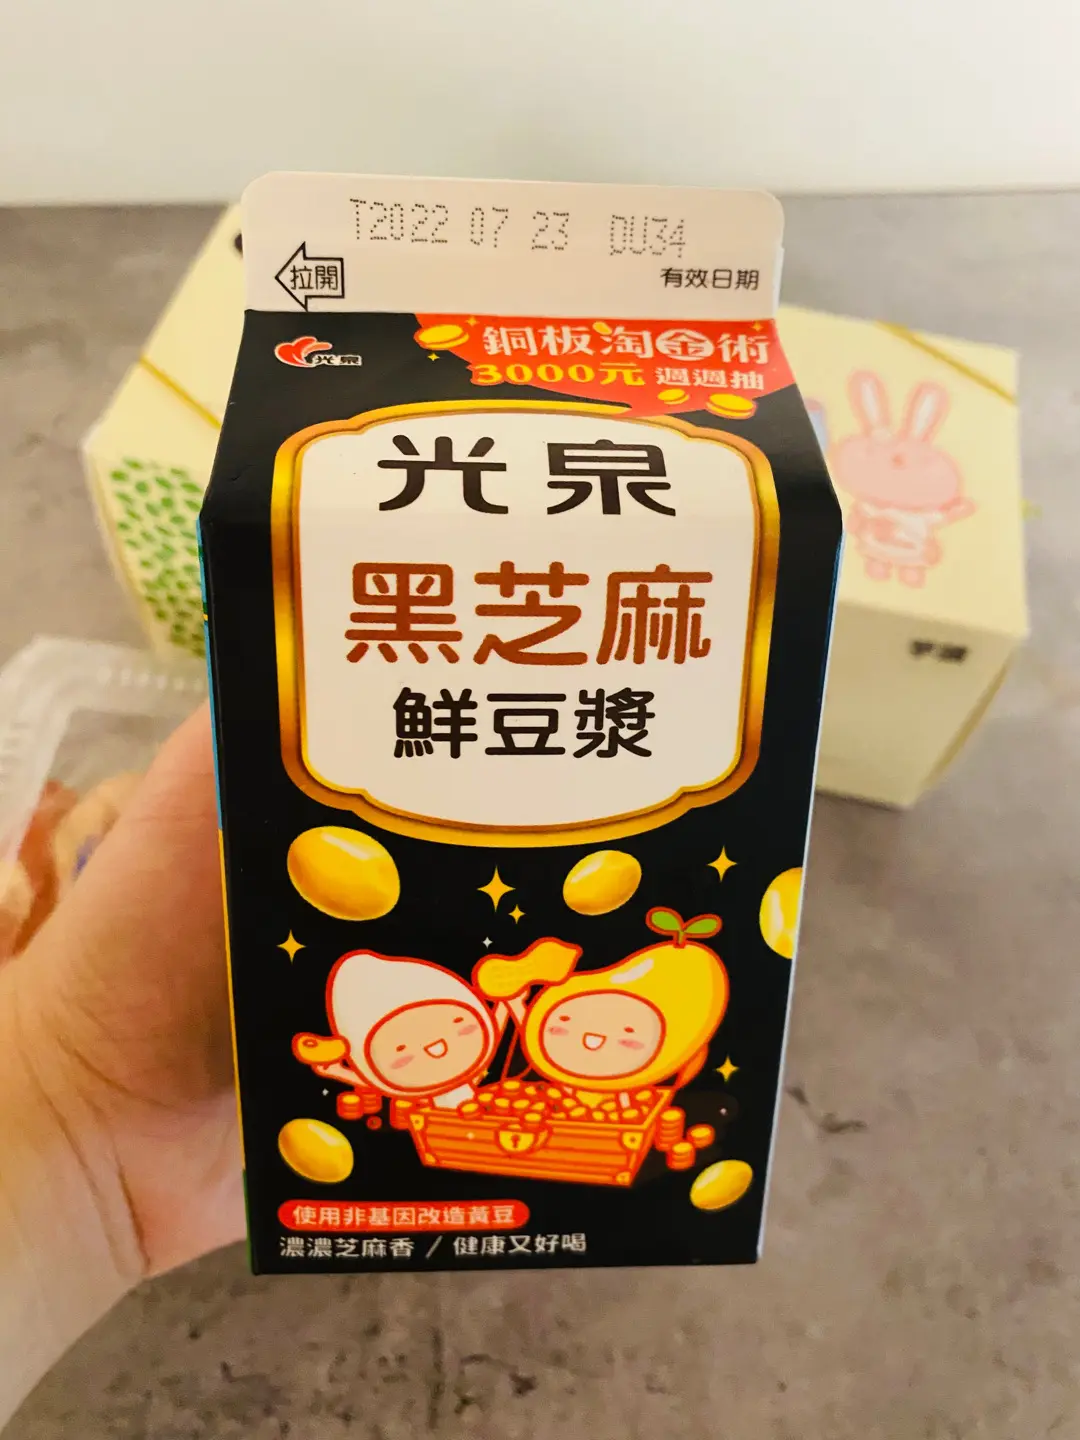 T2022 07 23 DU34
拉開
有效日期
光泉
銅板淘金術
3000元 週週抽
光泉
黑芝麻
鮮豆漿
使用非基因改造黃豆
濃濃芝麻香 / 健康又好喝